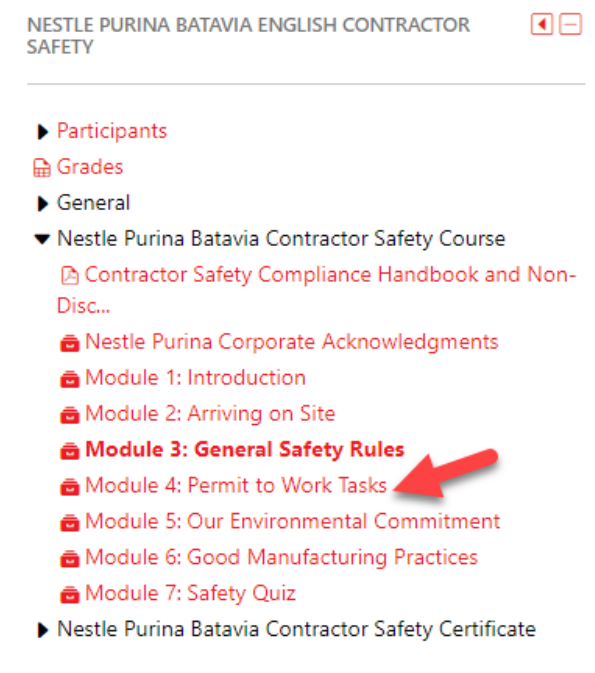 NESTLE PURINA BATAVIA ENGLISH CONTRACTOR
SAFETY
Participants
Grades
General
Nestle Purina Batavia Contractor Safety Course
Contractor Safety Compliance Handbook and Non-
Disc...
Nestle Purina Corporate Acknowledgments
Module 1: Introduction
Module 2: Arriving on Site
Module 3: General Safety Rules
Module 4: Permit to Work Tasks
Module 5: Our Environmental Commitment
Module 6: Good Manufacturing Practices
Module 7: Safety Quiz
Nestle Purina Batavia Contractor Safety Certificate